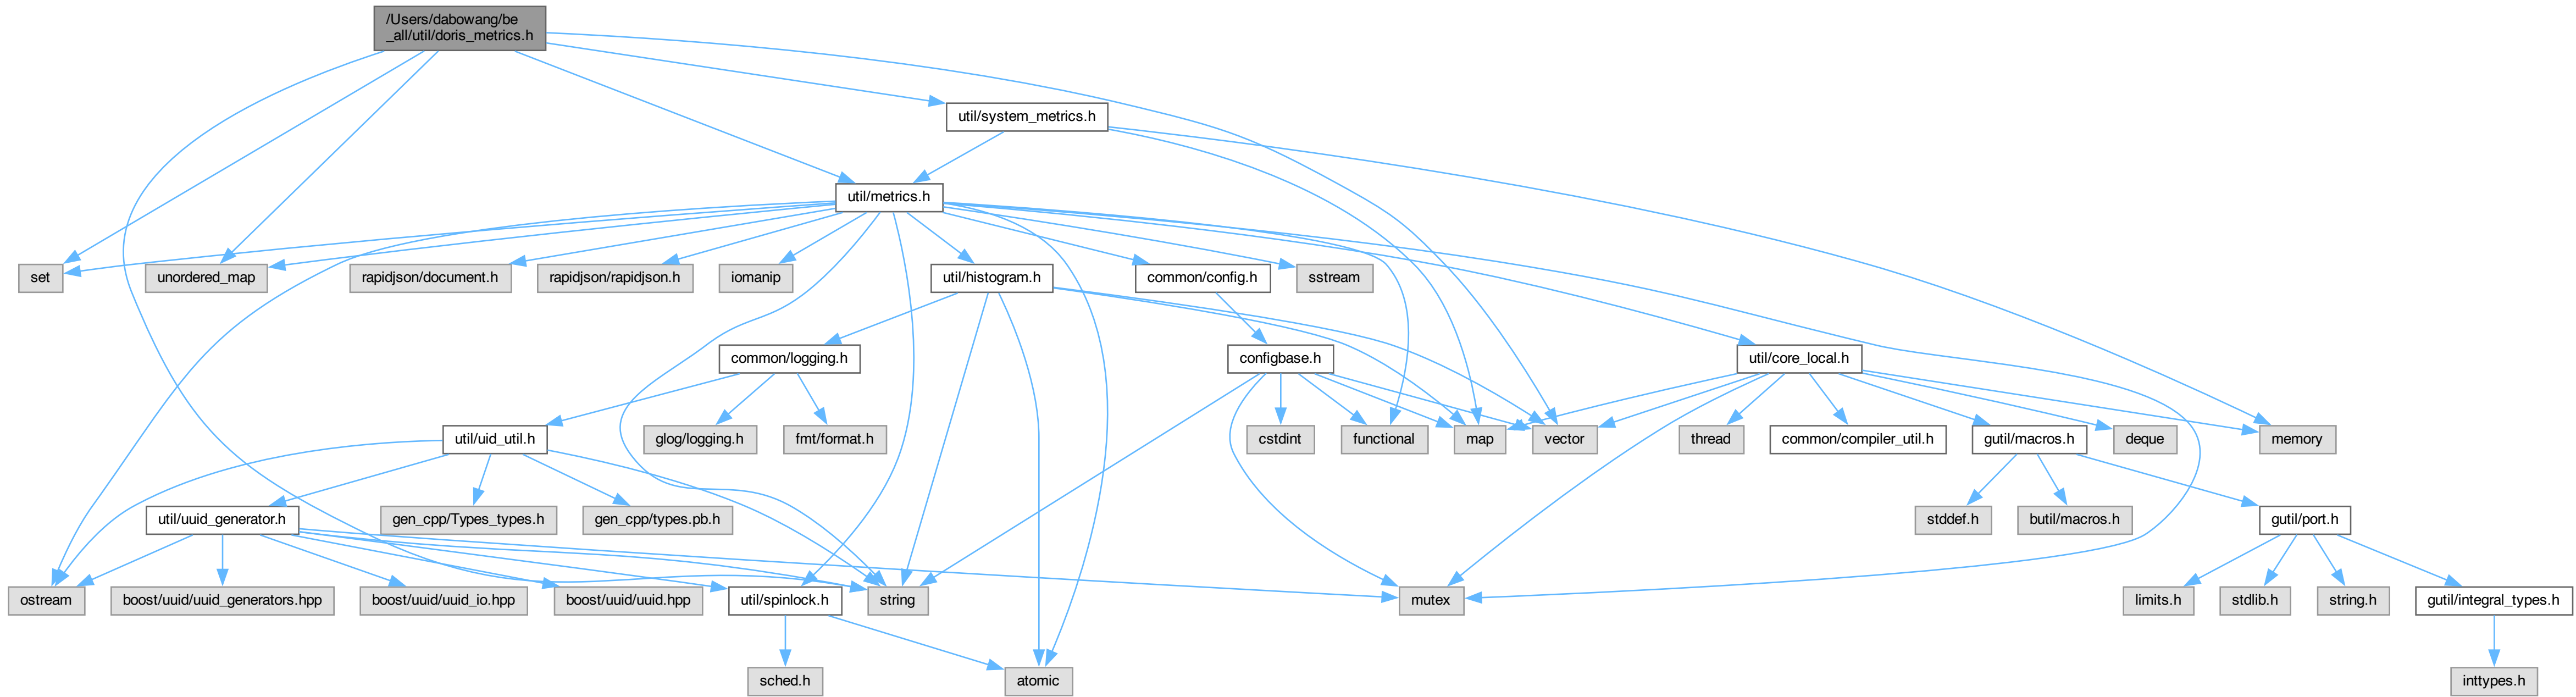 /Users/dabowang/be
_all/util/doris_metrics.h
util/system_metrics.h
util/metrics.h
set
unordered_map
rapidjson/document.h
rapidjson/rapidjson.h
iomanip
util/histogram.h
common/config.h
sstream
common/logging.h
configbase.h
util/core_local.h
util/uid_util.h
glog/logging.h
fmt/format.h
cstdint
functional
map
vector
thread
common/compiler_util.h
gutil/macros.h
deque
memory
util/uuid_generator.h
gen_cpp/Types_types.h
gen_cpp/types.pb.h
stddef.h
butil/macros.h
gutil/port.h
ostream
boost/uuid/uuid_generators.hpp
boost/uuid/uuid_io.hpp
boost/uuid/uuid.hpp
util/spinlock.h
string
mutex
limits.h
stdlib.h
string.h
gutil/integral_types.h
sched.h
atomic
inttypes.h